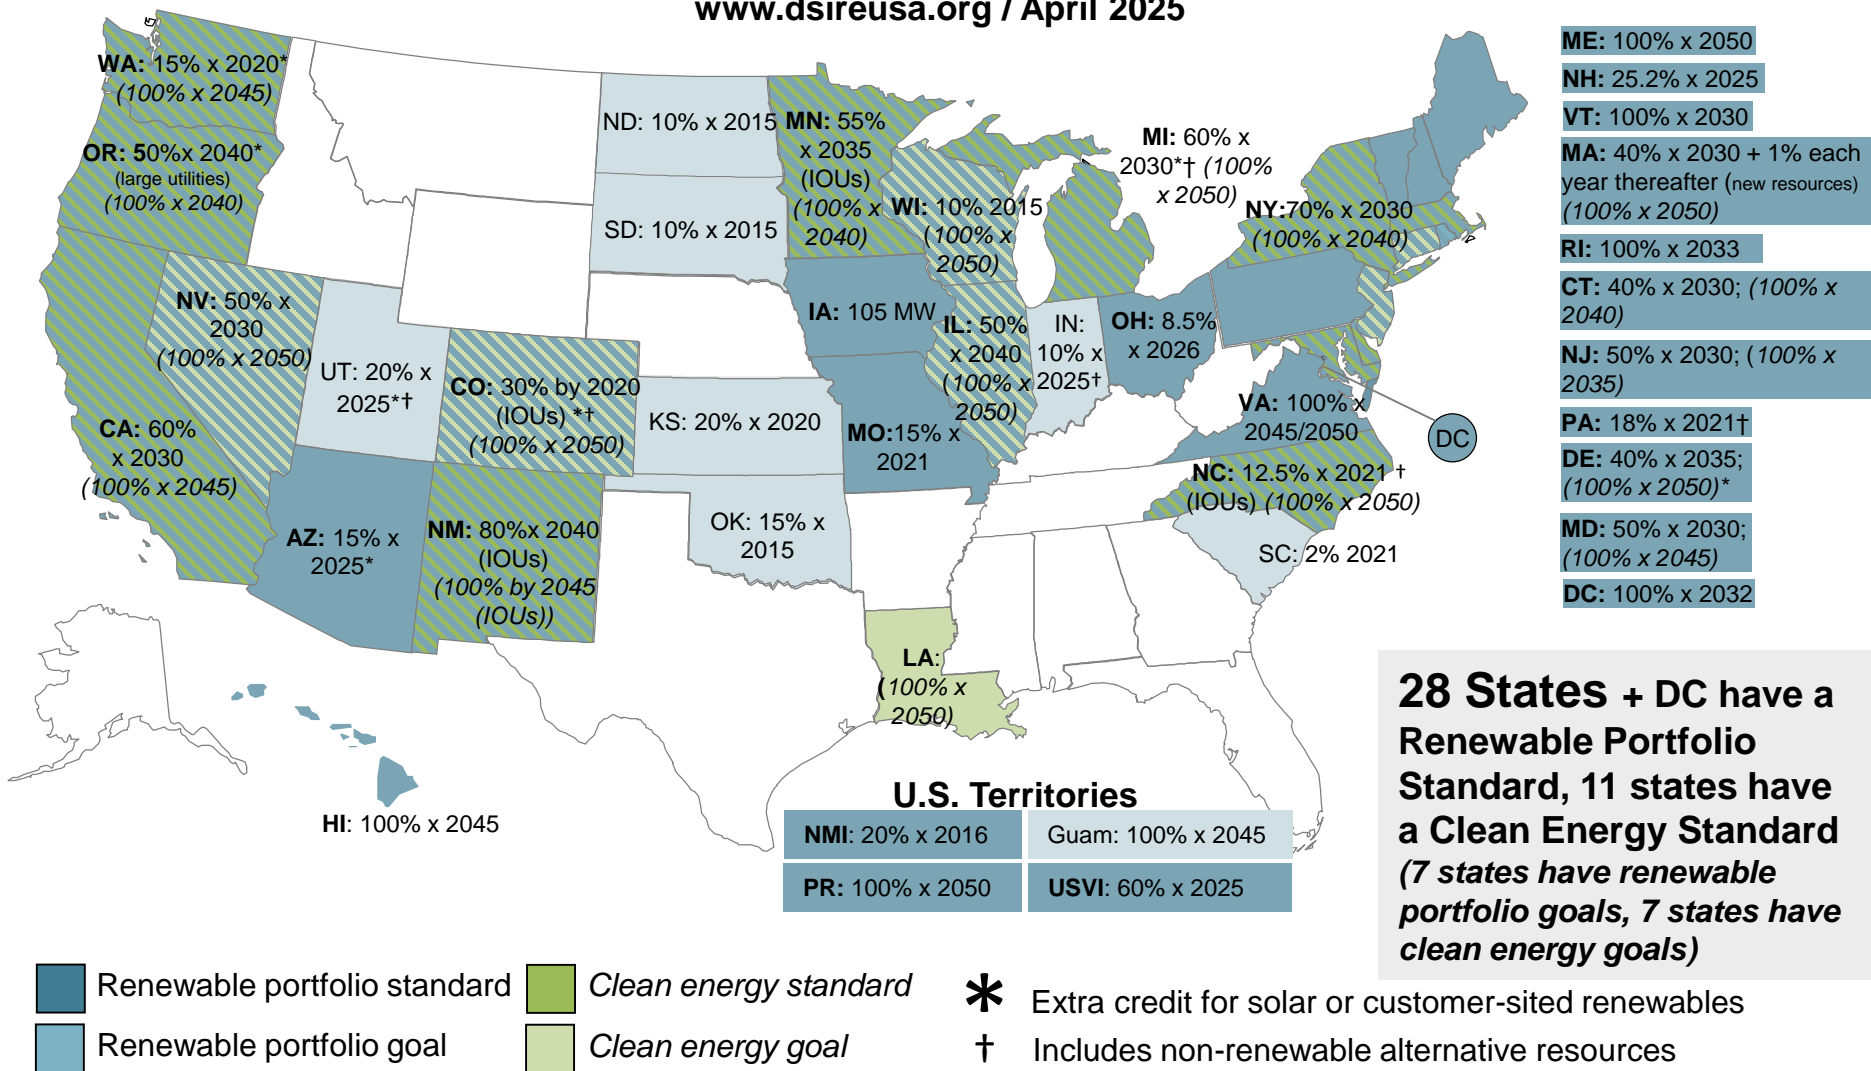 www.dsireusa.org / April 2025
WA: 15% x 2020*
(100% x 2045)
OR: 50%x 2040*
(large utilities)
(100% x 2040)
CA: 60%
x 2030
(100% x 2045)
NV: 50% x
2030
(100% x 2050)
UT: 20% x
2025*†
AZ: 15% x
2025*
CO: 30% by 2020
(IOUs) *†
(100% x 2050)
NM: 80%x 2040
(IOUs)
(100% by 2045
(IOUs))
ND: 10% x 2015
SD: 10% x 2015
KS: 20% x 2020
OK: 15% x
2015
MN: 55%
x 2035
(IOUs)
(100% x
2040)
WI: 10% 2015
(100% x
2050)
IA: 105 MW
IL: 50%
x 2040
(100% x
2050)
MO:15% x
2021
IN:
10% x
2025†
OH: 8.5%
x 2026
MI: 60% x
2030*† (100%
x 2050)
NY:70% x 2030
(100% x 2040)
VA: 100% x
2045/2050
NC: 12.5% x 2021 †
(IOUs) (100% x 2050)
SC: 2% 2021
LA:
(100% x
2050)
DC
HI: 100% x 2045
ME: 100% x 2050
NH: 25.2% x 2025
VT: 100% x 2030
MA: 40% x 2030 + 1% each
year thereafter (new resources)
(100% x 2050)
RI: 100% x 2033
CT: 40% x 2030; (100% x
2040)
NJ: 50% x 2030; (100% x
2035)
PA: 18% x 2021†
DE: 40% x 2035;
(100% x 2050)*
MD: 50% x 2030;
(100% x 2045)
DC: 100% x 2032
28 States + DC have a
Renewable Portfolio
Standard, 11 states have
a Clean Energy Standard
(7 states have renewable
portfolio goals, 7 states have
clean energy goals)
U.S. Territories
NMI: 20% x 2016
Guam: 100% x 2045
PR: 100% x 2050
USVI: 60% x 2025
Renewable portfolio standard
Clean energy standard
* Extra credit for solar or customer-sited renewables
Renewable portfolio goal
Clean energy goal
† Includes non-renewable alternative resources